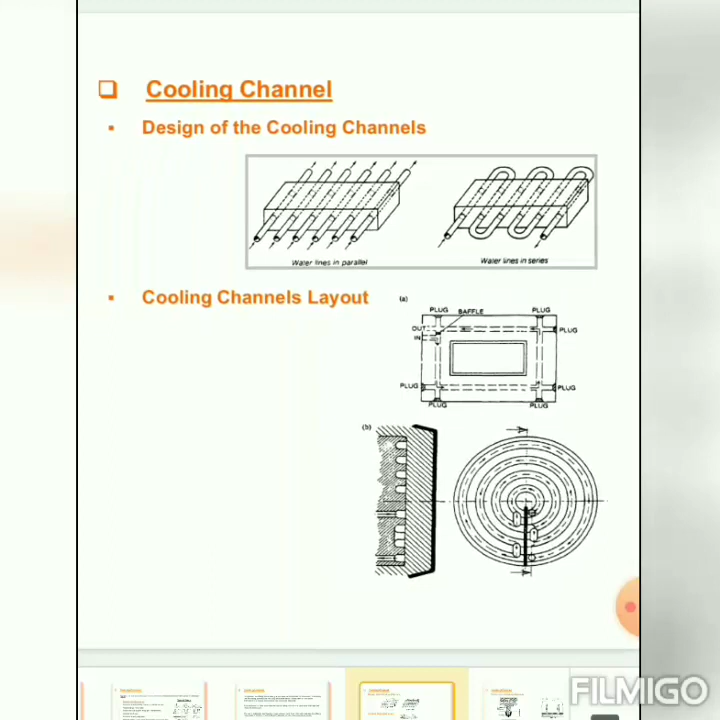 Cooling Channel
Design of the Cooling Channels
Water lines in parallel
Water lines in series
Cooling Channels Layout
(a)
PLUG
PLUG
BAFFLE
OUT
IN
PLUG
PLUG
PLUG
PLUG
PLUG
(b)
FILMIGO